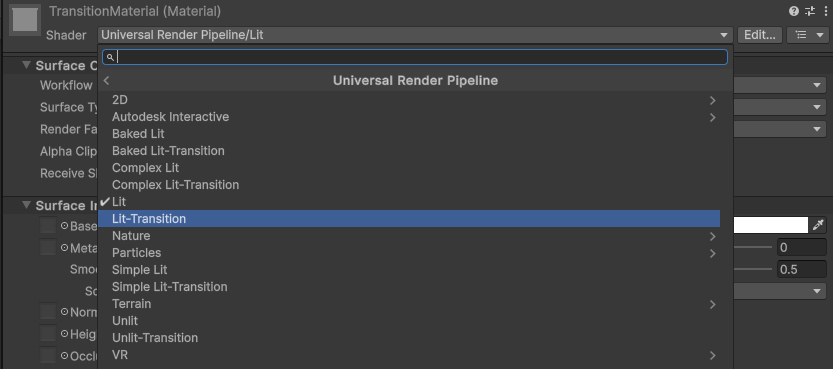 TransitionMaterial (Material)
Shader Universal Render Pipeline/Lit Edit...
Surface O
Universal Render Pipeline
Workflow
2D
Surface Ty
Autodesk Interactive
Render Fa
Baked Lit
Alpha Clip
Baked Lit-Transition
Complex Lit
Receive Sh
Complex Lit-Transition
Lit
Surface In
Lit-Transition
Base
Nature
Meta
0
Particles
Smoo
Simple Lit
0.5
Simple Lit-Transition
So
Terrain
Norm
Unlit
Heig
Unlit-Transition
Occlu
VR